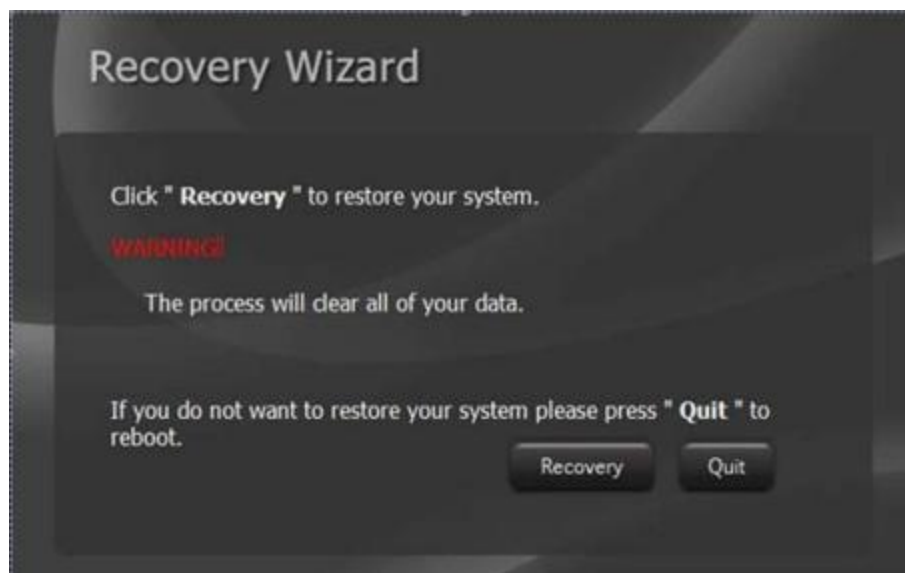 Recovery Wizard
Click " Recovery " to restore your system.
WARNING!!
The process will clear all of your data.
If you do not want to restore your system please press " Quit " to
reboot.
Recovery
Quit